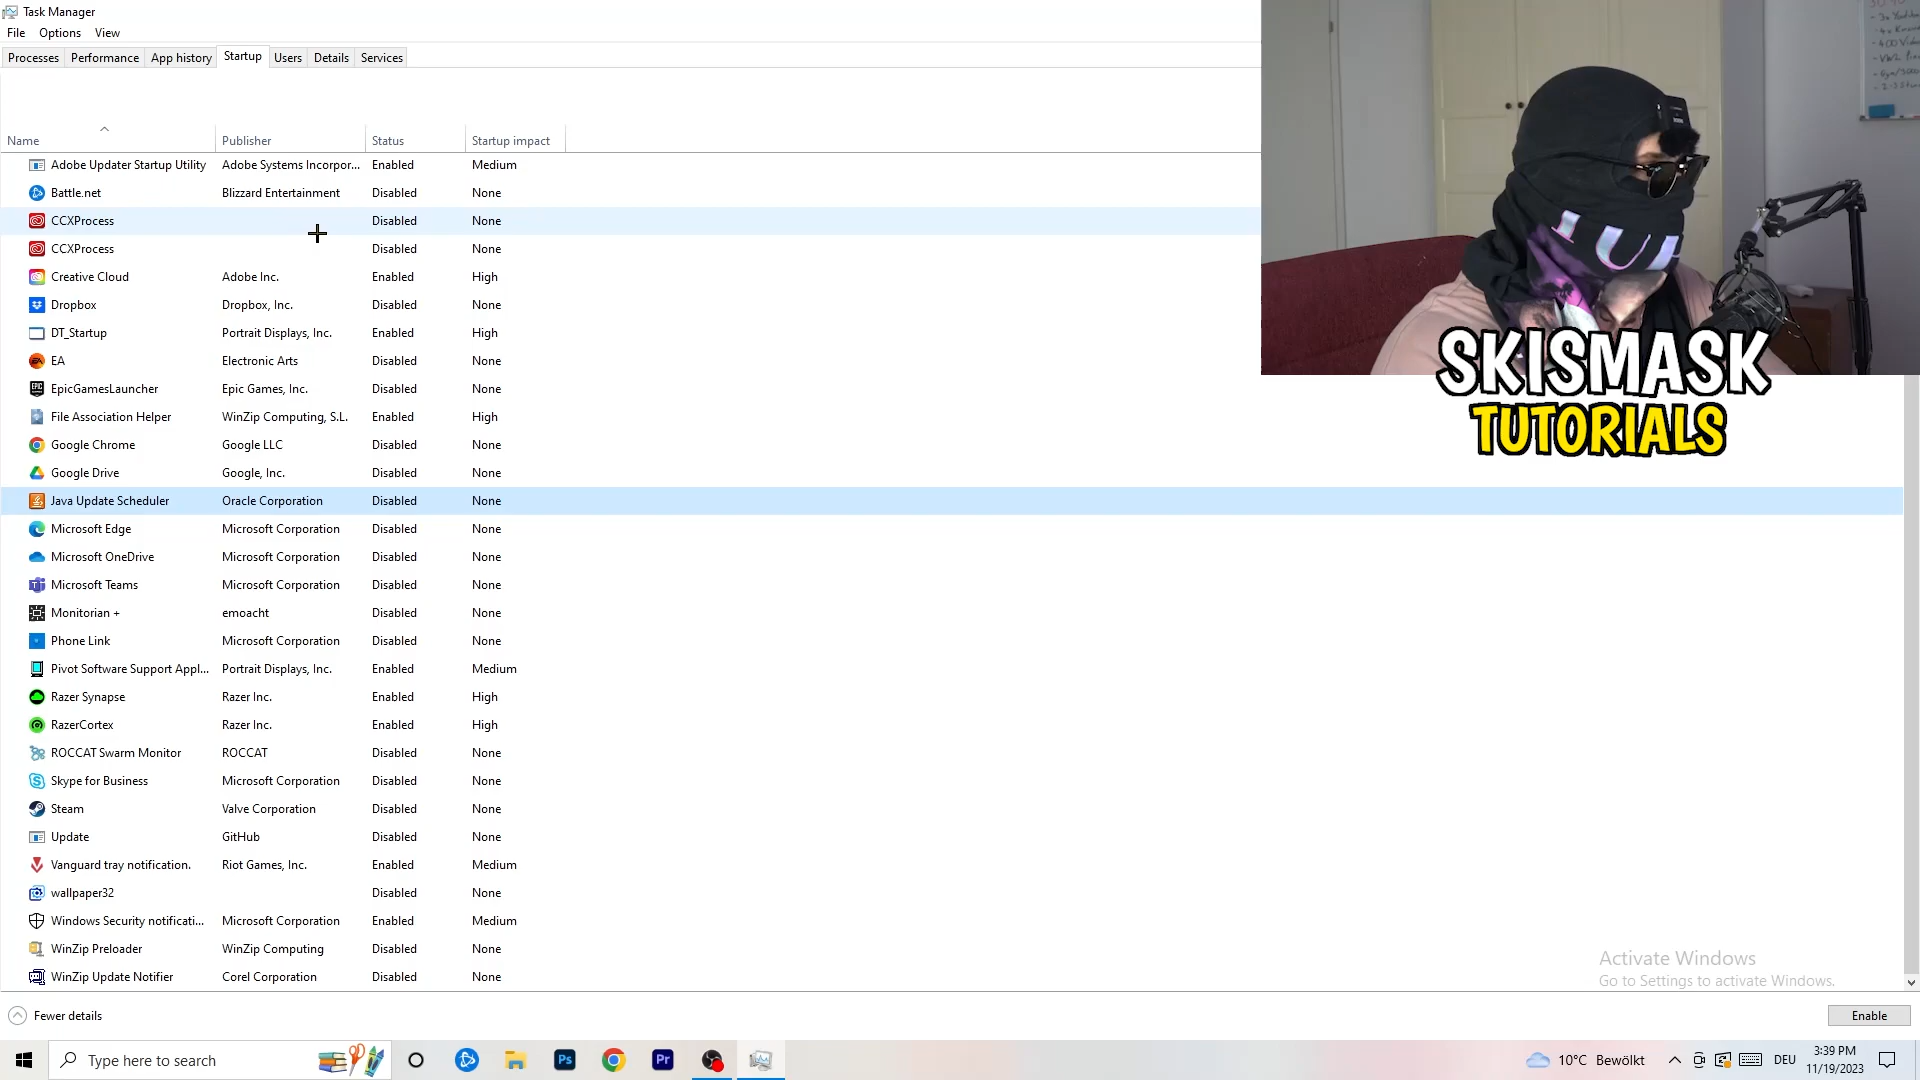 Task Manager
File Options View
Processes Performance App history Startup Users Details Services
Name Publisher Status Startup impact
Adobe Updater Startup Utility Adobe Systems Incorpor... Enabled Medium
Battle.net Blizzard Entertainment Disabled None
CCXProcess Disabled None
CCXProcess Disabled None
Creative Cloud Adobe Inc. Enabled High
Dropbox Dropbox, Inc. Disabled None
DT_Startup Portrait Displays, Inc. Enabled High
EA Electronic Arts Disabled None
EpicGamesLauncher Epic Games, Inc. Disabled None
File Association Helper WinZip Computing, S.L. Enabled High
Google Chrome Google LLC Disabled None
Google Drive Google, Inc. Disabled None
Java Update Scheduler Oracle Corporation Disabled None
Microsoft Edge Microsoft Corporation Disabled None
Microsoft OneDrive Microsoft Corporation Disabled None
Microsoft Teams Microsoft Corporation Disabled None
Monitorian + emoacht Disabled None
Phone Link Microsoft Corporation Disabled None
Pivot Software Support Appl... Portrait Displays, Inc. Enabled Medium
Razer Synapse Razer Inc. Enabled High
RazerCortex Razer Inc. Enabled High
ROCCAT Swarm Monitor ROCCAT Disabled None
Skype for Business Microsoft Corporation Disabled None
Steam Valve Corporation Disabled None
Update GitHub Disabled None
Vanguard tray notification. Riot Games, Inc. Enabled Medium
wallpaper32 Disabled None
Windows Security notificati... Microsoft Corporation Enabled Medium
WinZip Preloader WinZip Computing Disabled None
WinZip Update Notifier Corel Corporation Disabled None
SKISMASK
TUTORIALS
Activate Windows
Go to Settings to activate Windows.
Fewer details
Enable
Type here to search
Ps
Pr
10°C Bewölkt
DEU
3:39 PM
11/19/2023